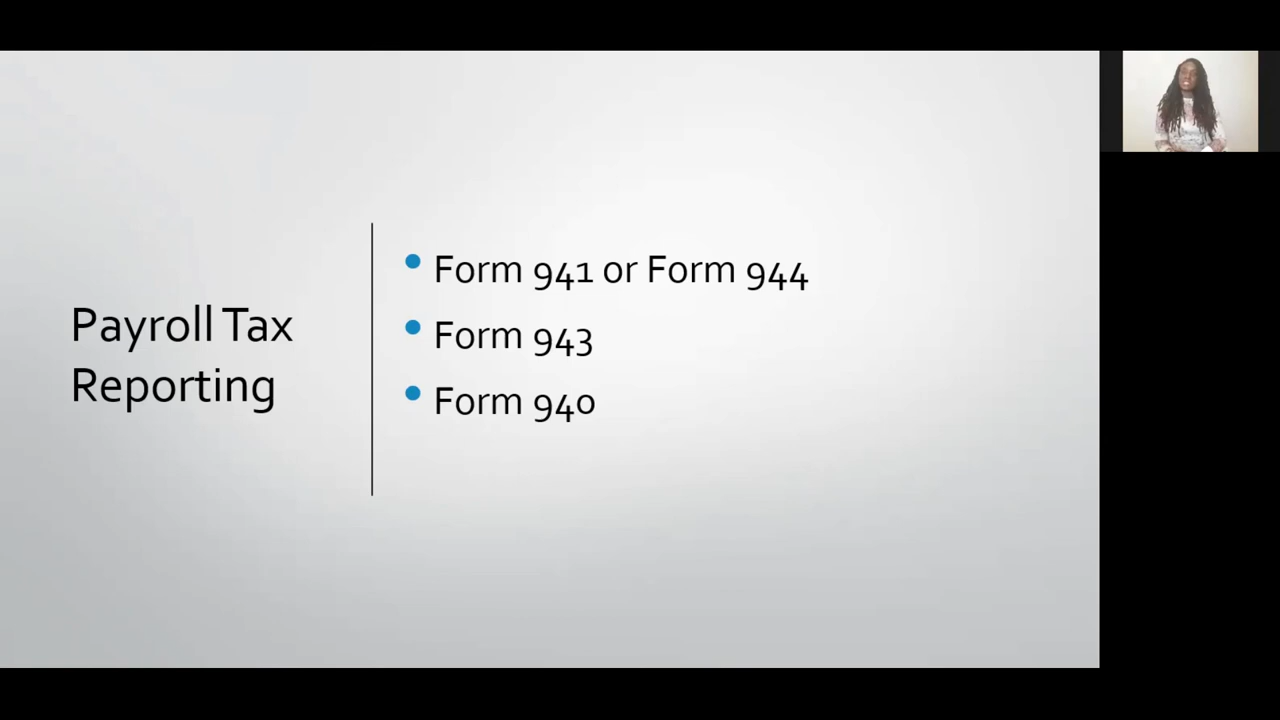 Payroll Tax
Reporting
Form 941 or Form 944
Form 943
Form 940